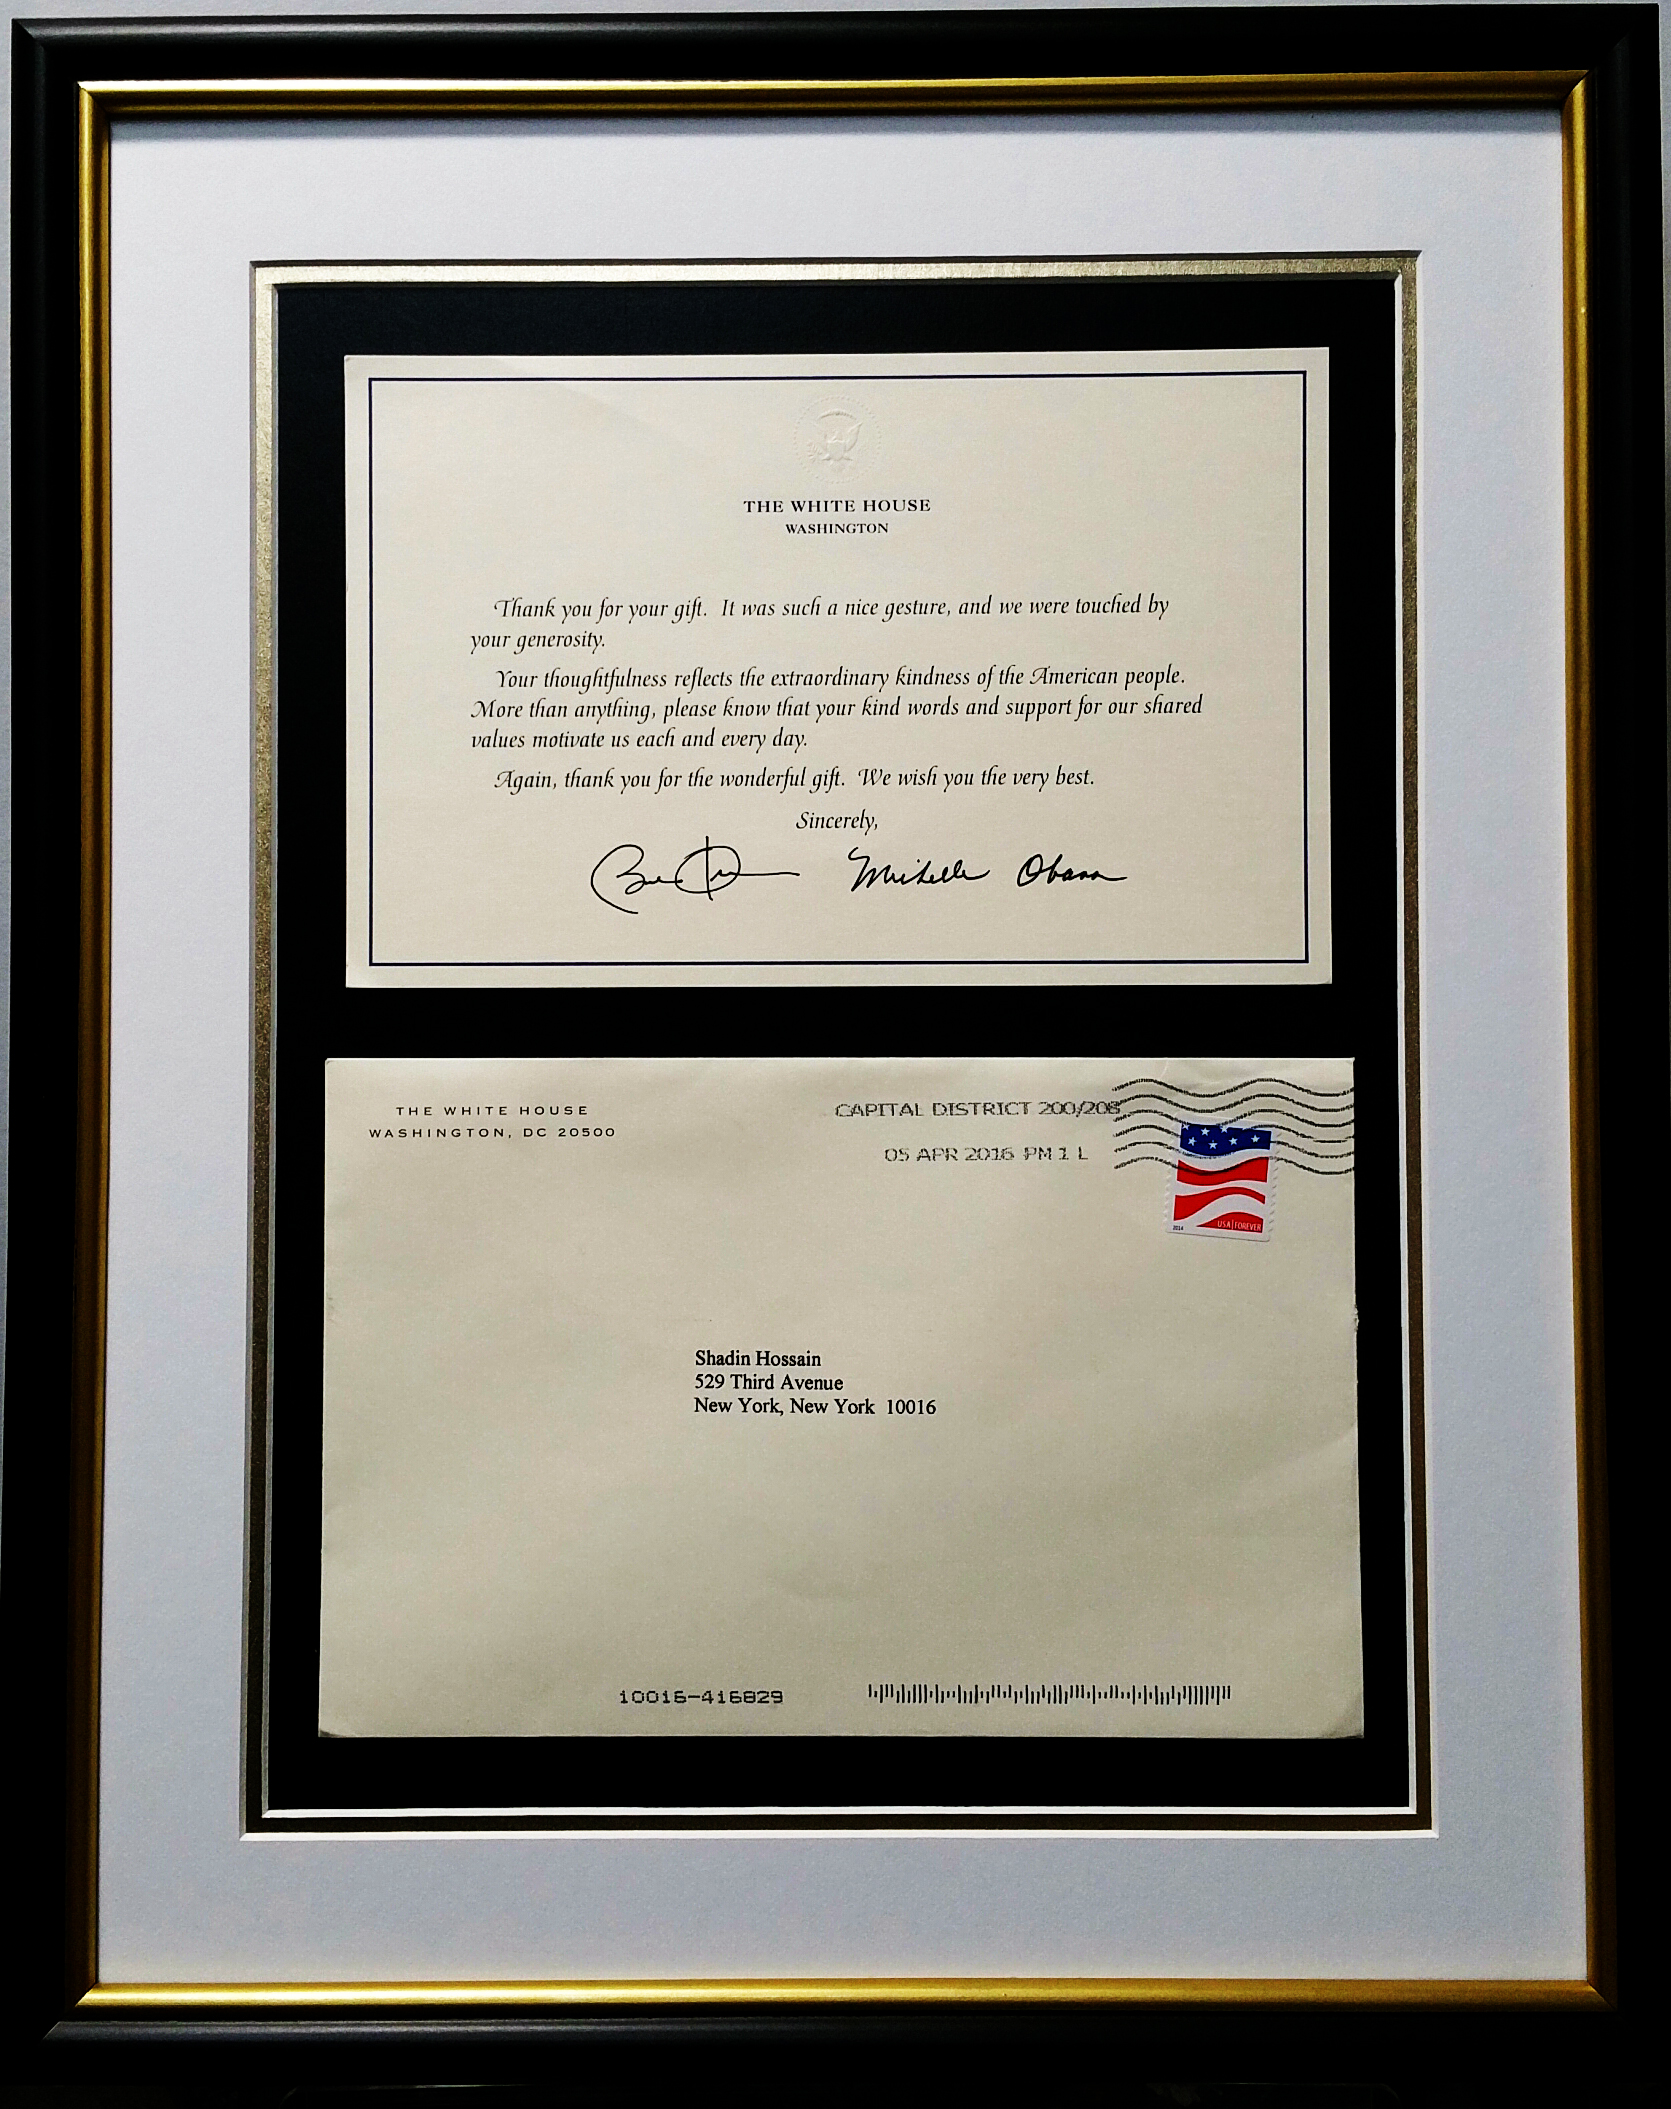 THE WHITE HOUSE
WASHINGTON
Thank you for your gift. It was such a nice gesture, and we were touched by
your generosity.
Your thoughtfulness reflects the extraordinary kindness of the American people.
More than anything, please know that your kind words and support for our shared
values motivate us each and every day.
Again, thank you for the wonderful gift. We wish you the very best.
Sincerely,
Michelle Obama
THE WHITE HOUSE
WASHINGTON, DC 20500
CAPITAL DISTRICT 200/208
05 APR 2016 PM 1 L
2014 USA FOREVER
Shadin Hossain
529 Third Avenue
New York, New York 10016
10016-416829